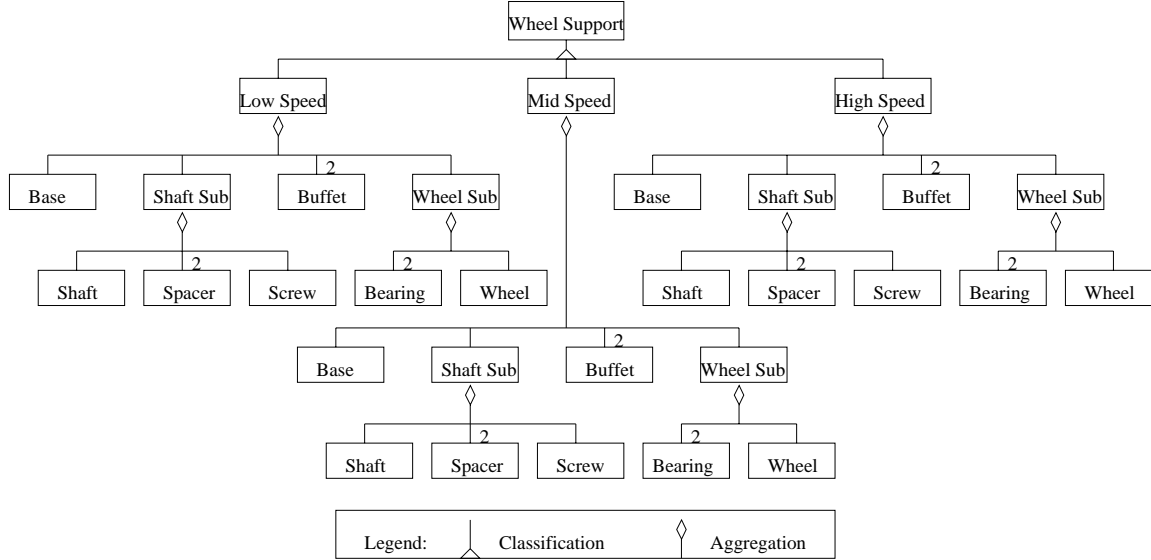 Wheel Support
Low Speed Mid Speed High Speed
2 2
Base Shaft Sub Buffet Wheel Sub Base Shaft Sub Buffet Wheel Sub
2 2 2 2
Shaft Spacer Screw Bearing Wheel Shaft Spacer Screw Bearing Wheel
2
Base Shaft Sub Buffet Wheel Sub
2 2
Shaft Spacer Screw Bearing Wheel
Legend: Classification Aggregation